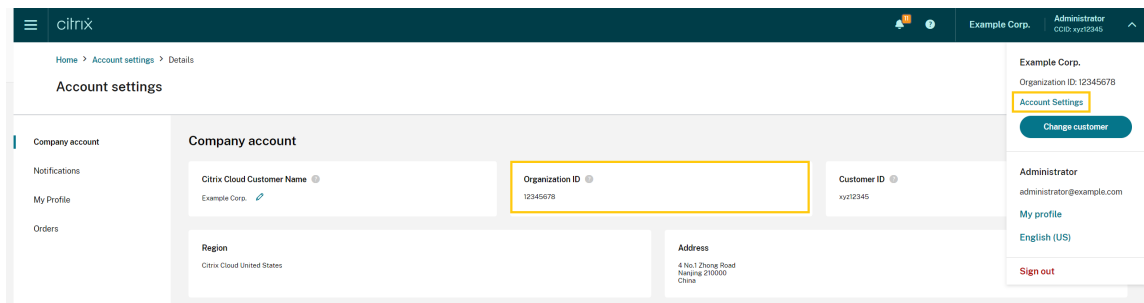 citrix
11
?
Example Corp.
Administrator
CCID: xyz12345
Home > Account settings > Details
Account settings
Example Corp.
Organization ID: 12345678
Account Settings
Change customer
Administrator
administrator@example.com
My profile
English (US)
Sign out
Company account
Notifications
My Profile
Orders
Company account
Citrix Cloud Customer Name ?
Example Corp.
Organization ID ?
12345678
Customer ID ?
xyz12345
Region
Citrix Cloud United States
Address
4 No.1 Zhong Road
Nanjing 210000
China